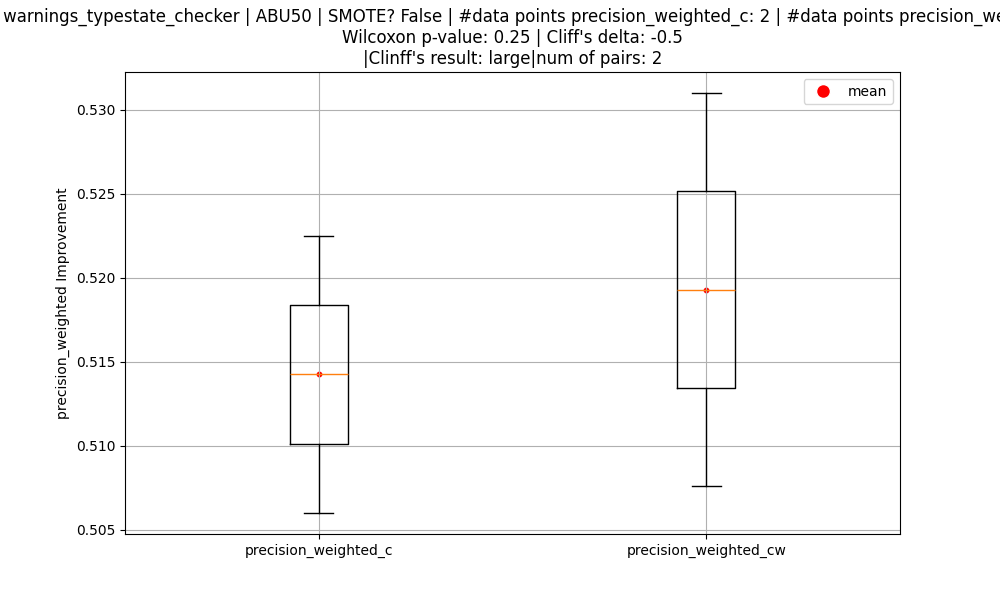 warnings_typestate_checker | ABU50 | SMOTE? False | #data points precision_weighted_c: 2 | #data points
Wilcoxon p-value: 0.25 | Cliff's delta: -0.5
|Clinff's result: large|num of pairs: 2
mean
0.530
0.525
0.520
0.515
0.510
0.505
precision_weighted Improvement
precision_weighted_c
precision_weighted_cw